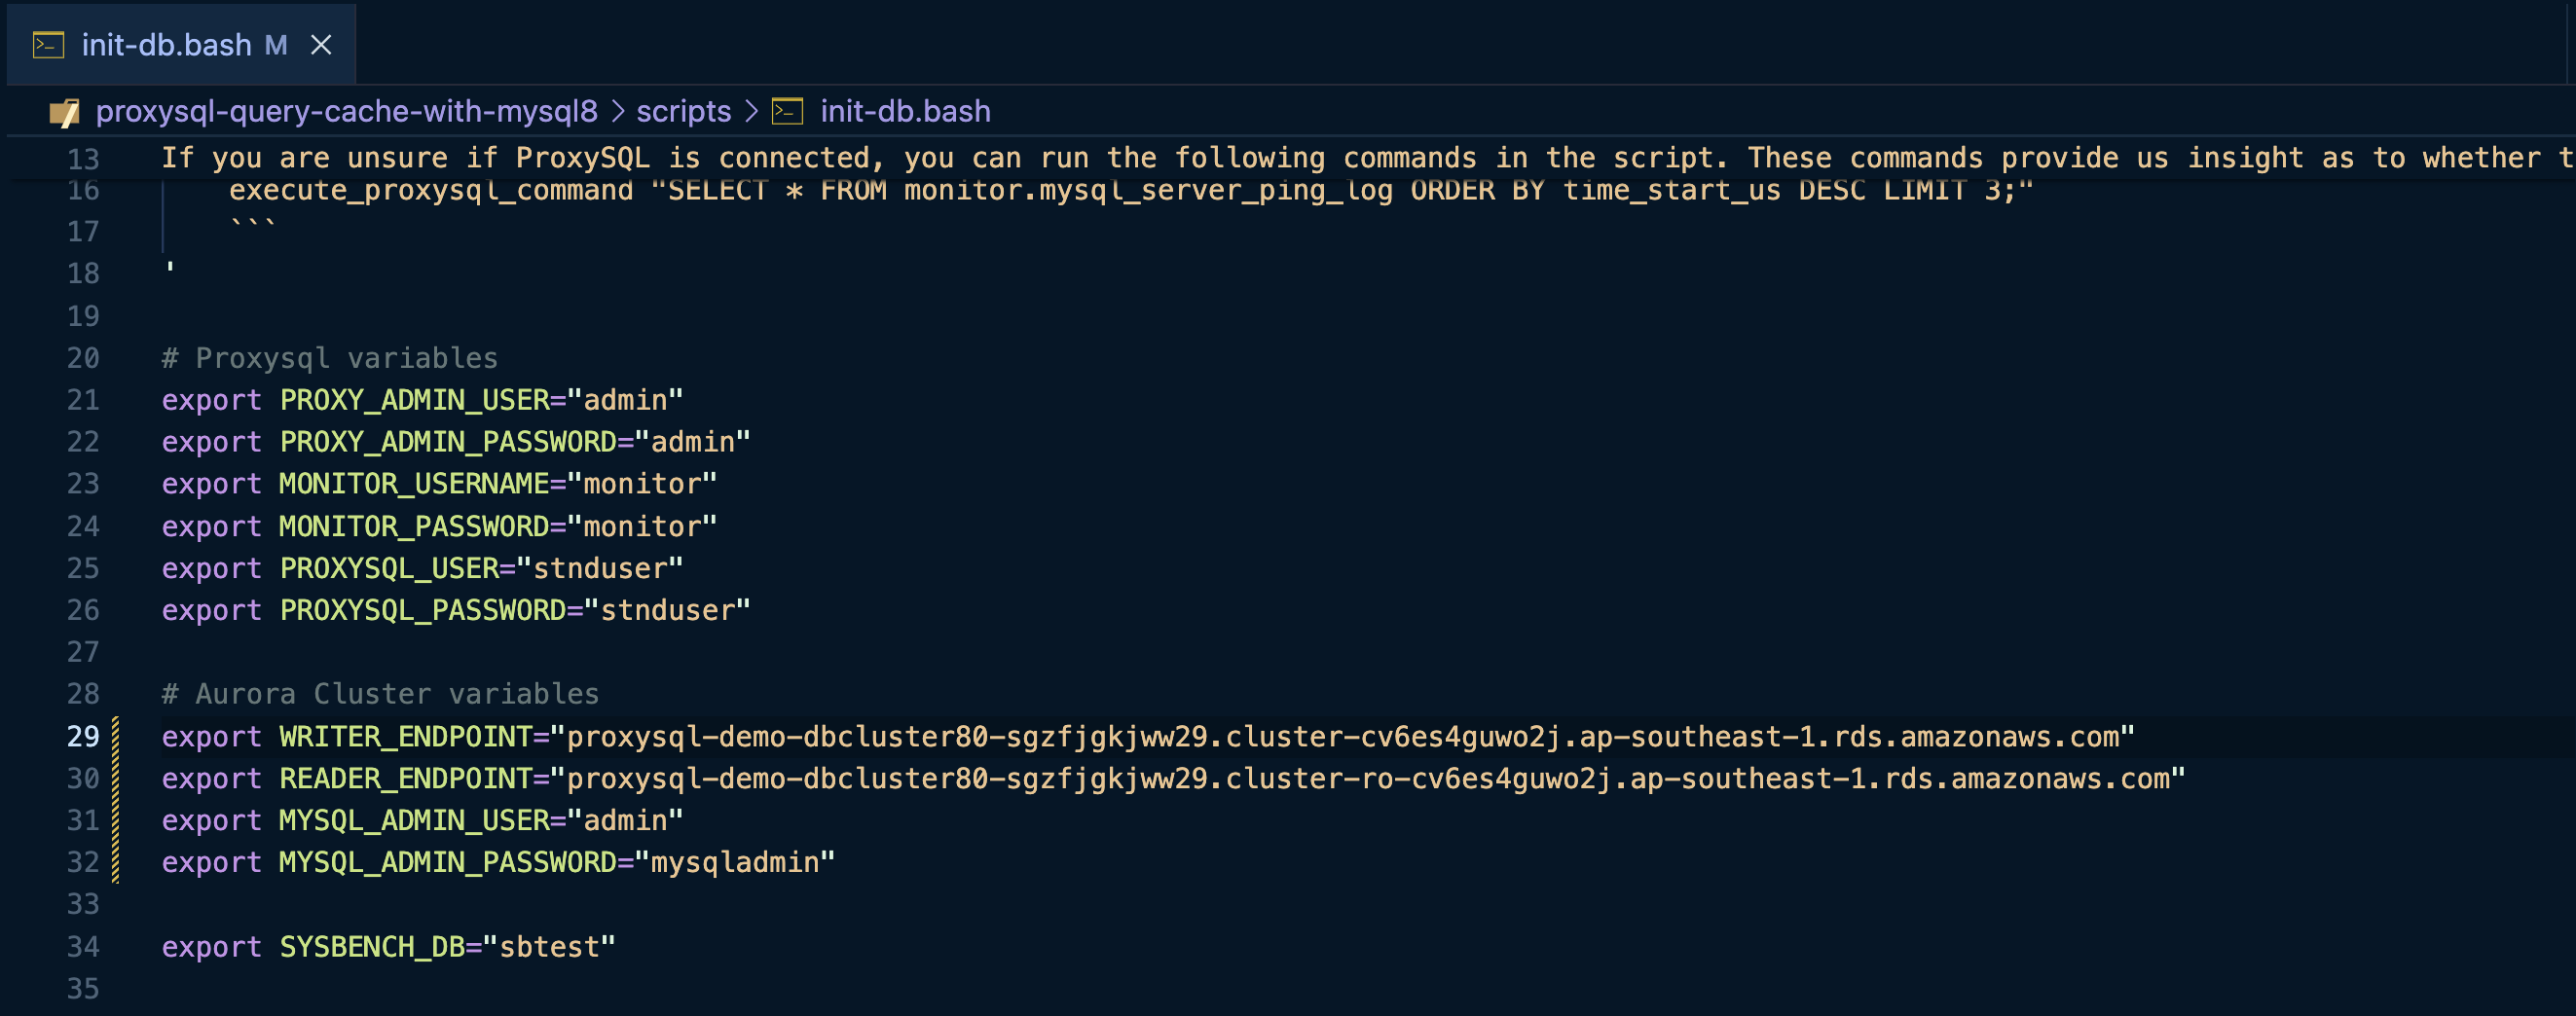 init-db.bash M
proxysql-query-cache-with-mysql8 > scripts > init-db.bash
13 If you are unsure if ProxySQL is connected, you can run the following commands in the script. These commands provide us insight as to whether t
16 execute_proxysql_command "SELECT * FROM monitor.mysql_server_ping_log ORDER BY time_start_us DESC LIMIT 3;"
17 ```
18 '
19
20 # Proxysql variables
21 export PROXY_ADMIN_USER="admin"
22 export PROXY_ADMIN_PASSWORD="admin"
23 export MONITOR_USERNAME="monitor"
24 export MONITOR_PASSWORD="monitor"
25 export PROXYSQL_USER="stnduser"
26 export PROXYSQL_PASSWORD="stnduser"
27
28 # Aurora Cluster variables
29 export WRITER_ENDPOINT="proxysql-demo-dbcluster80-sgzfjgkjww29.cluster-cv6es4guwo2j.ap-southeast-1.rds.amazonaws.com"
30 export READER_ENDPOINT="proxysql-demo-dbcluster80-sgzfjgkjww29.cluster-ro-cv6es4guwo2j.ap-southeast-1.rds.amazonaws.com"
31 export MYSQL_ADMIN_USER="admin"
32 export MYSQL_ADMIN_PASSWORD="mysqladmin"
33
34 export SYSBENCH_DB="sbtest"
35